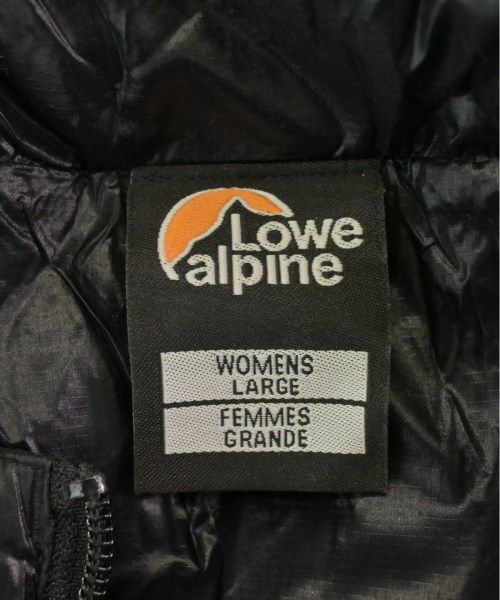 Lowe
alpine
WOMENS
LARGE
FEMMES
GRANDE